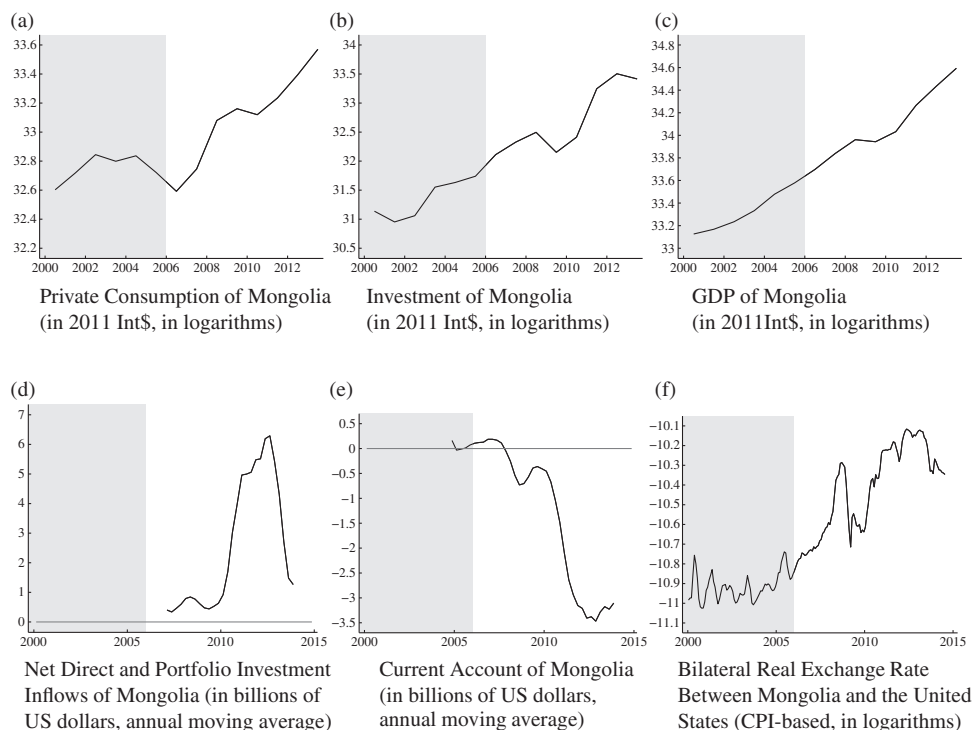 (a)
33.6
33.4
33.2
33
32.8
32.6
32.4
32.2
2000 2002 2004 2006 2008 2010 2012
Private Consumption of Mongolia
(in 2011 Int$, in logarithms)
(b)
34
33.5
33
32.5
32
31.5
31
30.5
2000 2002 2004 2006 2008 2010 2012
Investment of Mongolia
(in 2011 Int$, in logarithms)
(c)
34.8
34.6
34.4
34.2
34
33.8
33.6
33.4
33.2
33
2000 2002 2004 2006 2008 2010 2012
GDP of Mongolia
(in 2011Int$, in logarithms)
(d)
7
6
5
4
3
2
1
0
2000 2005 2010 2015
Net Direct and Portfolio Investment
Inflows of Mongolia (in billions of
US dollars, annual moving average)
(e)
0.5
0
−0.5
−1
−1.5
−2
−2.5
−3
−3.5
2000 2005 2010 2015
Current Account of Mongolia
(in billions of US dollars,
annual moving average)
(f)
−10.1
−10.2
−10.3
−10.4
−10.5
−10.6
−10.7
−10.8
−10.9
−11
−11.1
2000 2005 2010 2015
Bilateral Real Exchange Rate
Between Mongolia and the United
States (CPI-based, in logarithms)